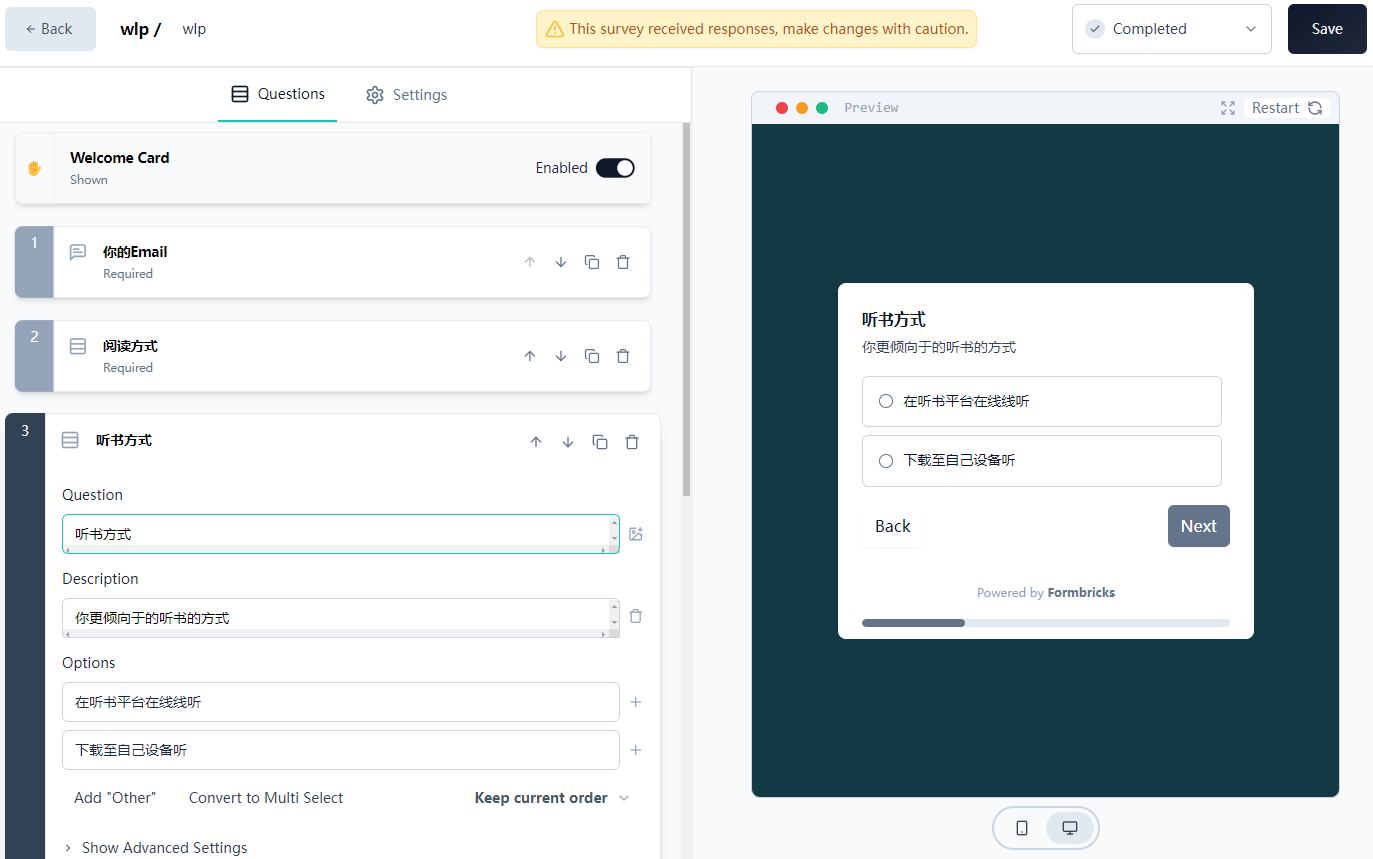 ← Back
wlp /
wlp
This survey received responses, make changes with caution.
Completed
Save
Questions
Settings
Welcome Card
Shown
Enabled
1
你的Email
Required
2
阅读方式
Required
3
听书方式
Question
听书方式
Description
你更倾向于的听书的方式
Options
在听书平台在线线听
下载至自己设备听
Add "Other"
Convert to Multi Select
Keep current order
Show Advanced Settings
Preview
Restart
听书方式
你更倾向于的听书的方式
在听书平台在线线听
下载至自己设备听
Back
Next
Powered by Formbricks